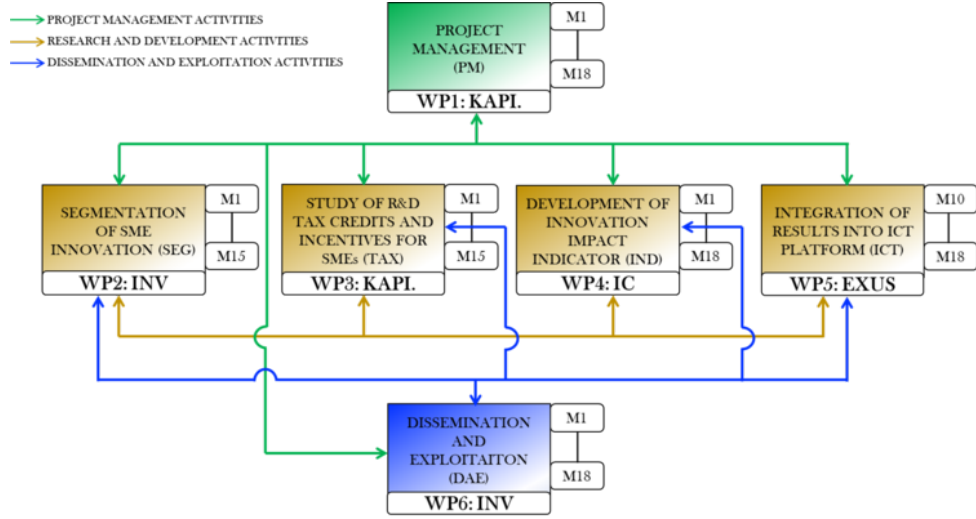 PROJECT MANAGEMENT ACTIVITIES
RESEARCH AND DEVELOPMENT ACTIVITIES
DISSEMINATION AND EXPLOITATION ACTIVITIES
PROJECT
MANAGEMENT
(PM)
WP1: KAPI.
M1
M18
SEGMENTATION
OF SME
INNOVATION (SEG)
WP2: INV
M1
M15
STUDY OF R&D
TAX CREDITS AND
INCENTIVES FOR
SMEs (TAX)
WP3: KAPI.
M1
M15
DEVELOPMENT OF
INNOVATION
IMPACT
INDICATOR (IND)
WP4: IC
M1
M18
INTEGRATION OF
RESULTS INTO ICT
PLATFORM (ICT)
WP5: EXUS
M10
M18
DISSEMINATION
AND
EXPLOITAITON
(DAE)
WP6: INV
M1
M18